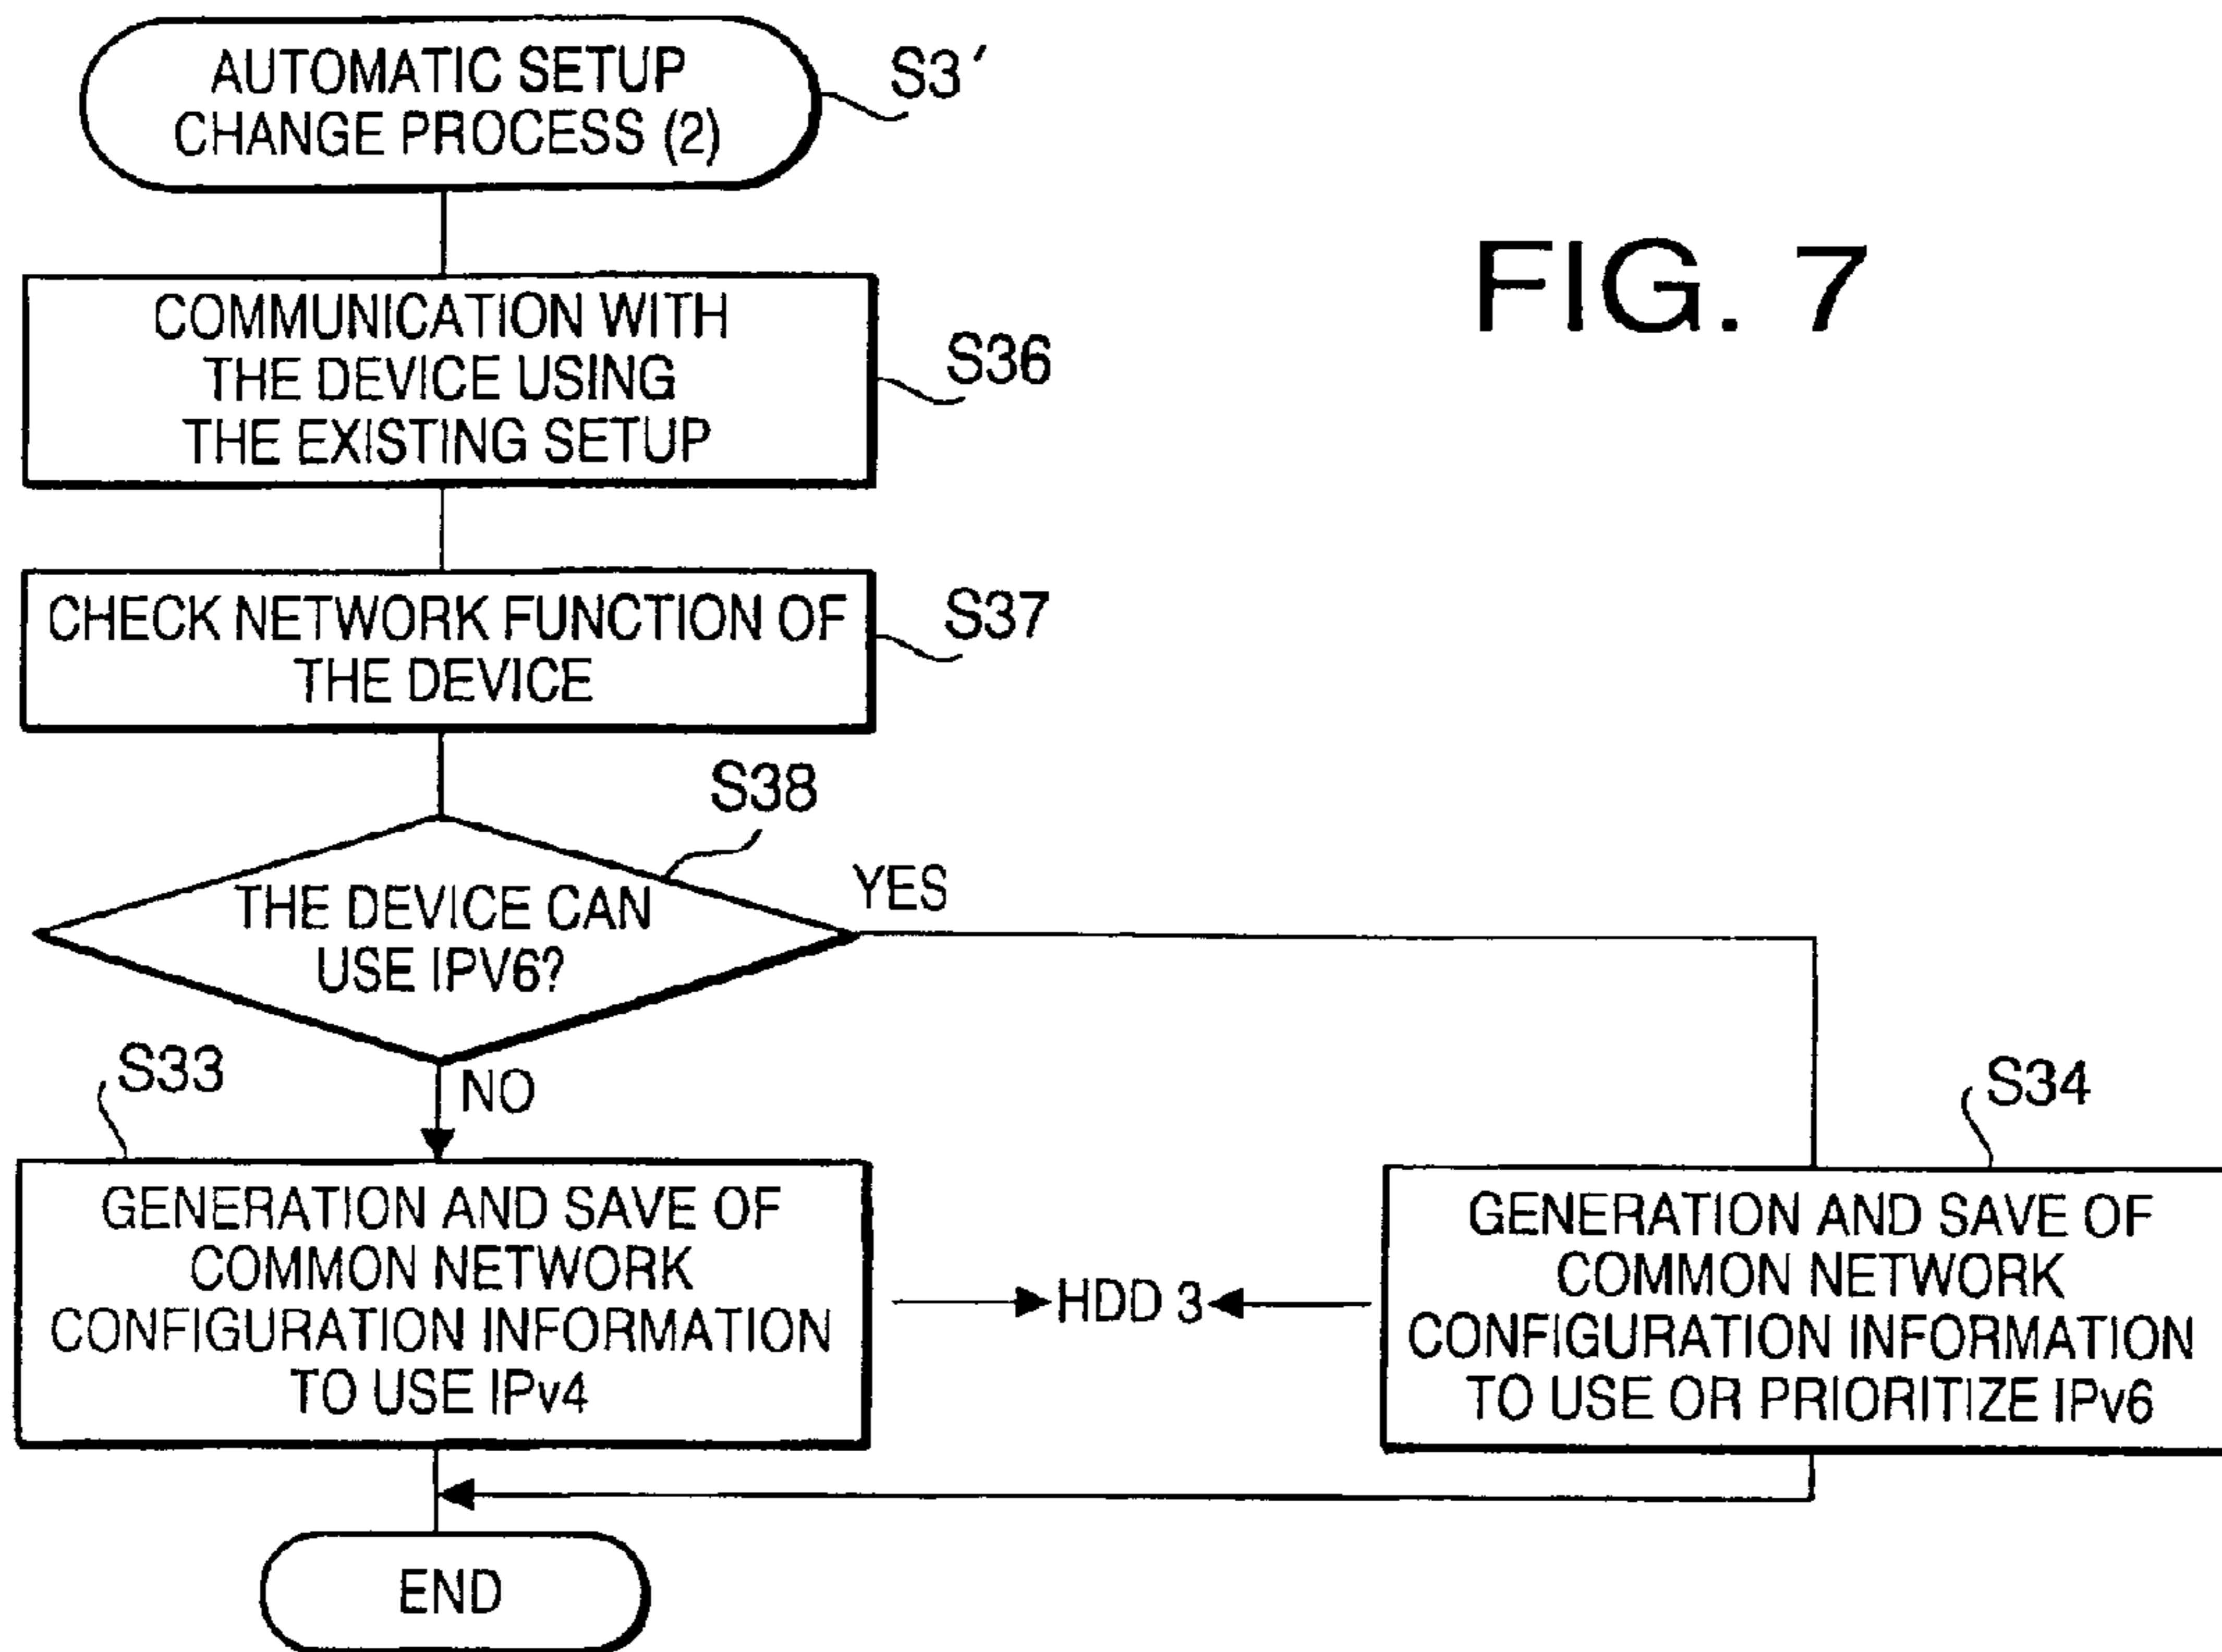 AUTOMATIC SETUP
CHANGE PROCESS (2)
S3'
FIG. 7
COMMUNICATION WITH
THE DEVICE USING
THE EXISTING SETUP
S36
CHECK NETWORK FUNCTION OF
THE DEVICE
S37
S38
THE DEVICE CAN
USE IPV6?
YES
NO
S33
GENERATION AND SAVE OF
COMMON NETWORK
CONFIGURATION INFORMATION
TO USE IPv4
HDD 3
S34
GENERATION AND SAVE OF
COMMON NETWORK
CONFIGURATION INFORMATION
TO USE OR PRIORITIZE IPv6
END